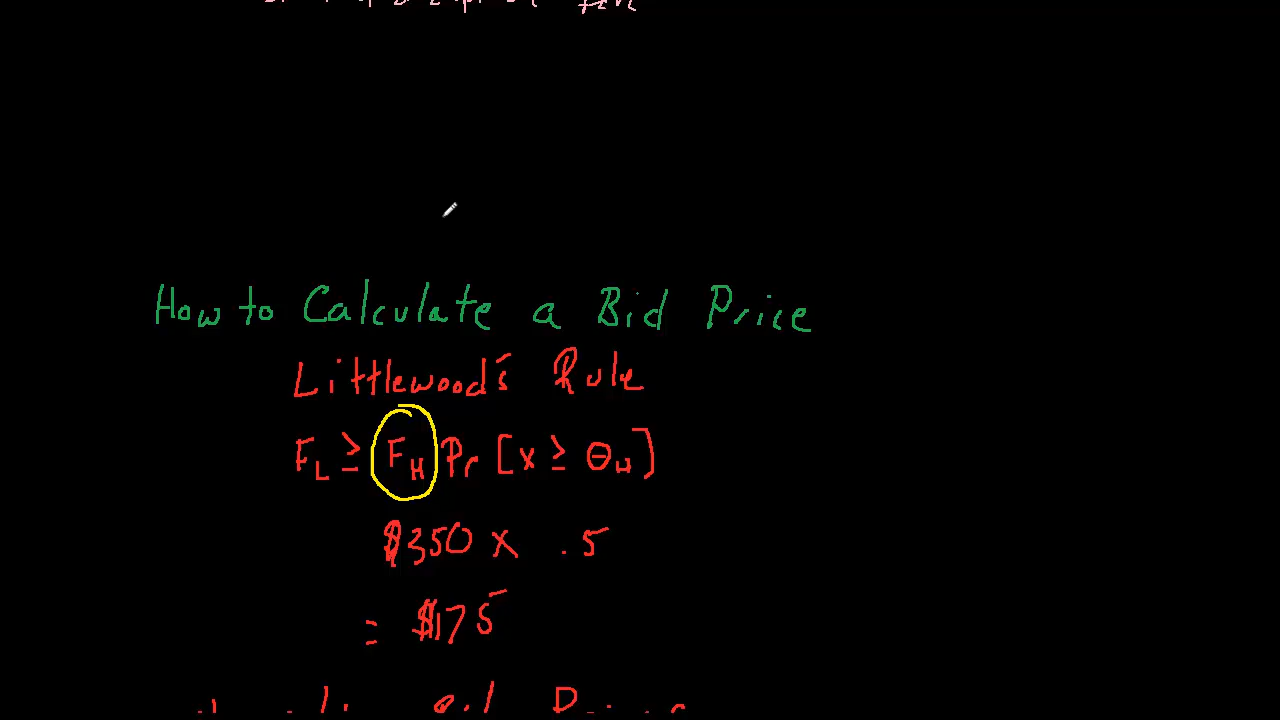 How to Calculate a Bid Price
Littlewood's Rule
F_L ≥ F_H Pr [x ≥ θ_H]
$350 x .5
= $175